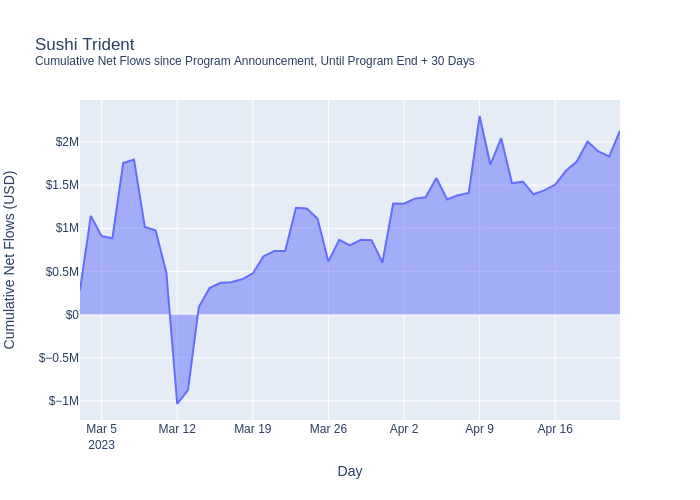 Sushi Trident
Cumulative Net Flows since Program Announcement, Until Program End + 30 Days
Cumulative Net Flows (USD)
$2M
$1.5M
$1M
$0.5M
$0
$−0.5M
$−1M
Mar 5
2023
Mar 12
Mar 19
Mar 26
Apr 2
Apr 9
Apr 16
Day